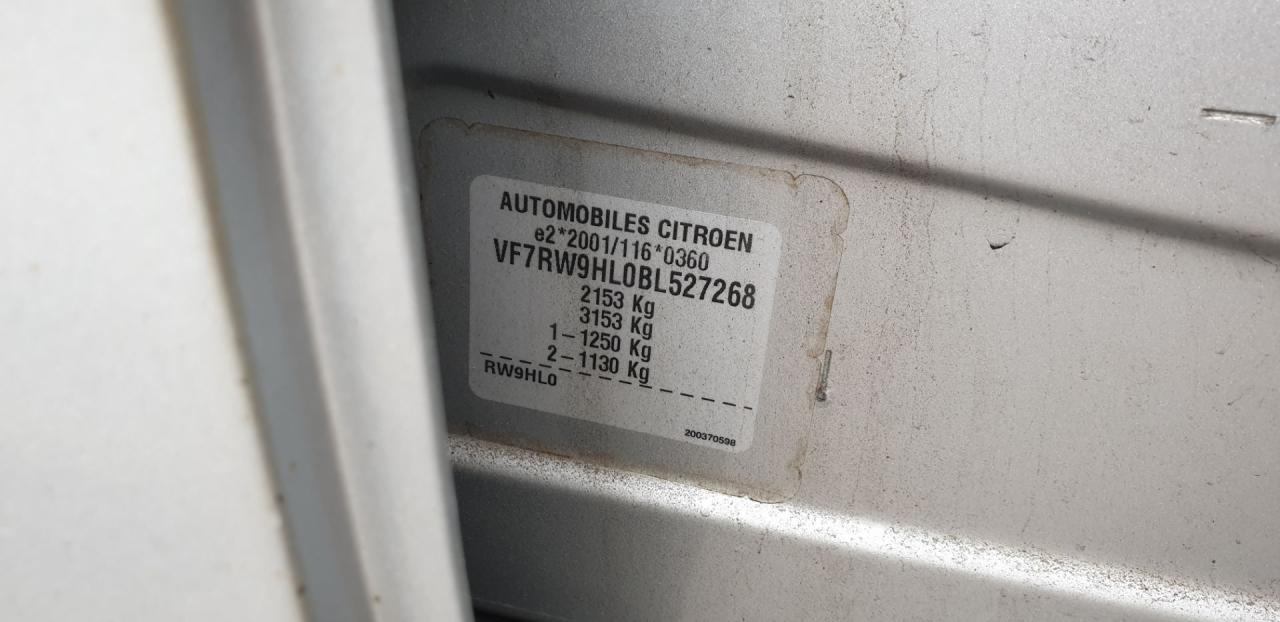 AUTOMOBILES CITROEN
e2*2001/116*0360
VF7RW9HL0BL527268
2153 Kg
3153 Kg
1-1250 Kg
2-1130 Kg
RW9HL0
200370598